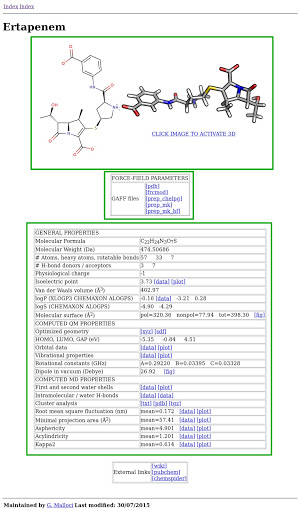 Index Index
Ertapenem
CLICK IMAGE TO ACTIVATE 3D
FORCE-FIELD PARAMETERS
GAFF files
[pdb]
[frcmod]
[prep_chelpg]
[prep_mk]
[prep_mk_hf]
GENERAL PROPERTIES
Molecular Formula
Molecular Weight (Da) 474.50686
# Atoms, heavy atoms, rotatable bonds 57 33 7
# H-bond donors / acceptors 3 7
Physiological charge -1
Isoelectric point 3.73 [data] [plot]
Van der Waals volume (Å3) 402.97
logP (XLOGP3 CHEMAXON ALOGPS) -0.16 [data] -3.21 0.28
logS (CHEMAXON ALOGPS) -4.90 -4.29
Molecular surface (Å2) pol=320.36 nonpol=77.94 tot=398.30 [fig]
COMPUTED QM PROPERTIES
Optimized geometry [xyz] [sdf]
HOMO, LUMO, GAP (eV) -5.35 -0.84 4.51
Orbital data [data] [plot]
Vibrational properties [data] [plot]
Rotational constants (GHz) A=0.29220 B=0.03395 C=0.03328
Dipole in vacuo (Debye) 26.92 [fig]
COMPUTED MD PROPERTIES
First and second water shells [data] [plot]
Intramolecular / water H-bonds [data] [data]
Cluster analysis [txt] [pdb] [tgz]
Root mean square fluctuation (nm) mean=0.172 [data] [plot]
Minimal projection area (Å2) mean=57.41 [data] [plot]
Asphericity mean=4.901 [data] [plot]
Acylindricity mean=1.201 [data] [plot]
Kappa2 mean=0.614 [data] [plot]
External links
[wiki]
[pubchem]
[chemspider]
Maintained by G. Malloci Last modified: 30/07/2015